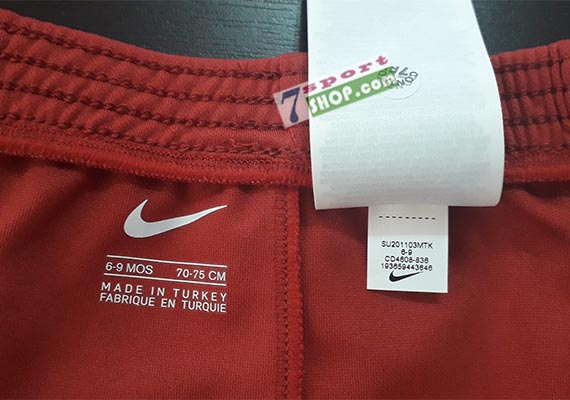 7sport
SHOP.com
6-9 MOS 70-75 CM
MADE IN TURKEY
FABRIQUE EN TURQUIE
SU201103MTK
6-9
CD4608-836
193659443646